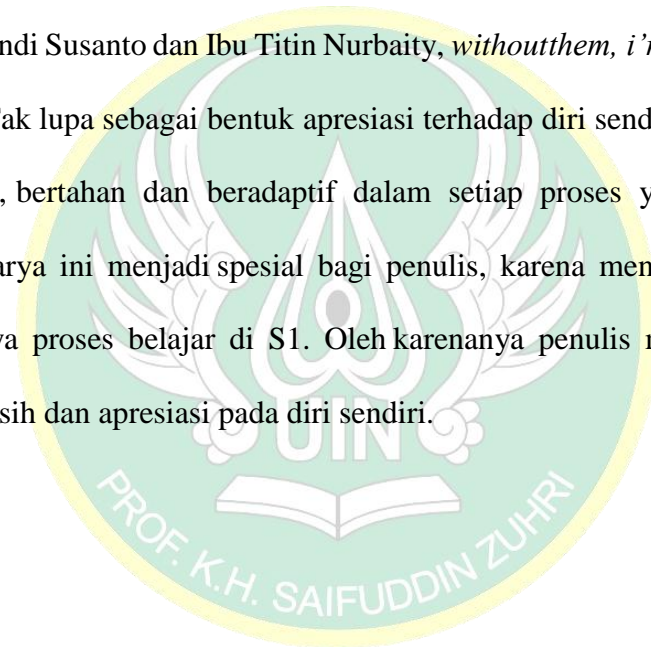 ndi Susanto dan Ibu Titin Nurbaity, withoutthem, i'
ak lupa sebagai bentuk apresiasi terhadap diri send
, bertahan dan beradaptif dalam setiap proses y
arya ini menjadi spesial bagi penulis, karena men
a proses belajar di S1. Oleh karenanya penulis
sih dan apresiasi pada diri sendiri.
UIN
PROF. K.H. SAIFUDDIN ZUHRI